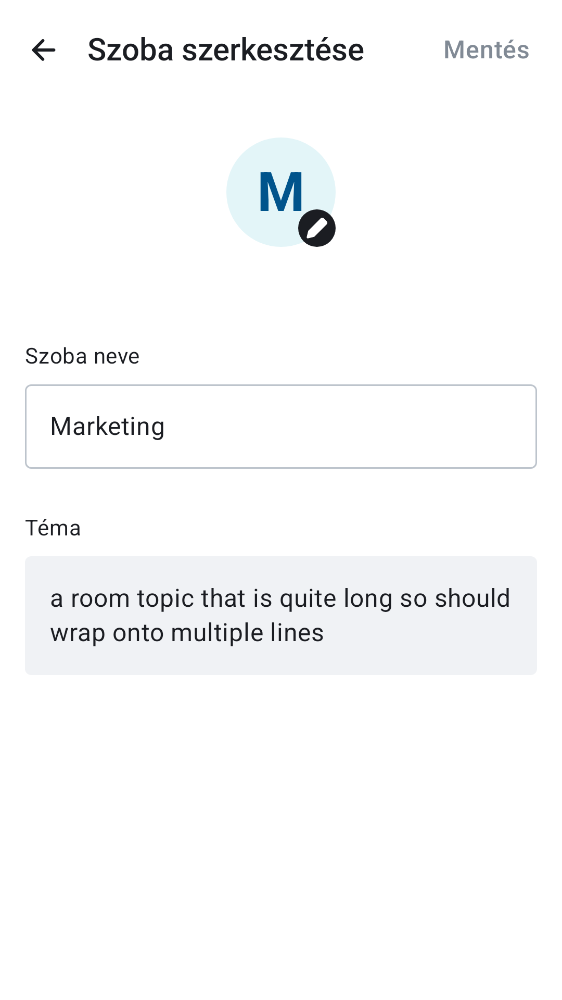 Szoba szerkesztése
Mentés
M
Szoba neve
Marketing
Téma
a room topic that is quite long so should
wrap onto multiple lines